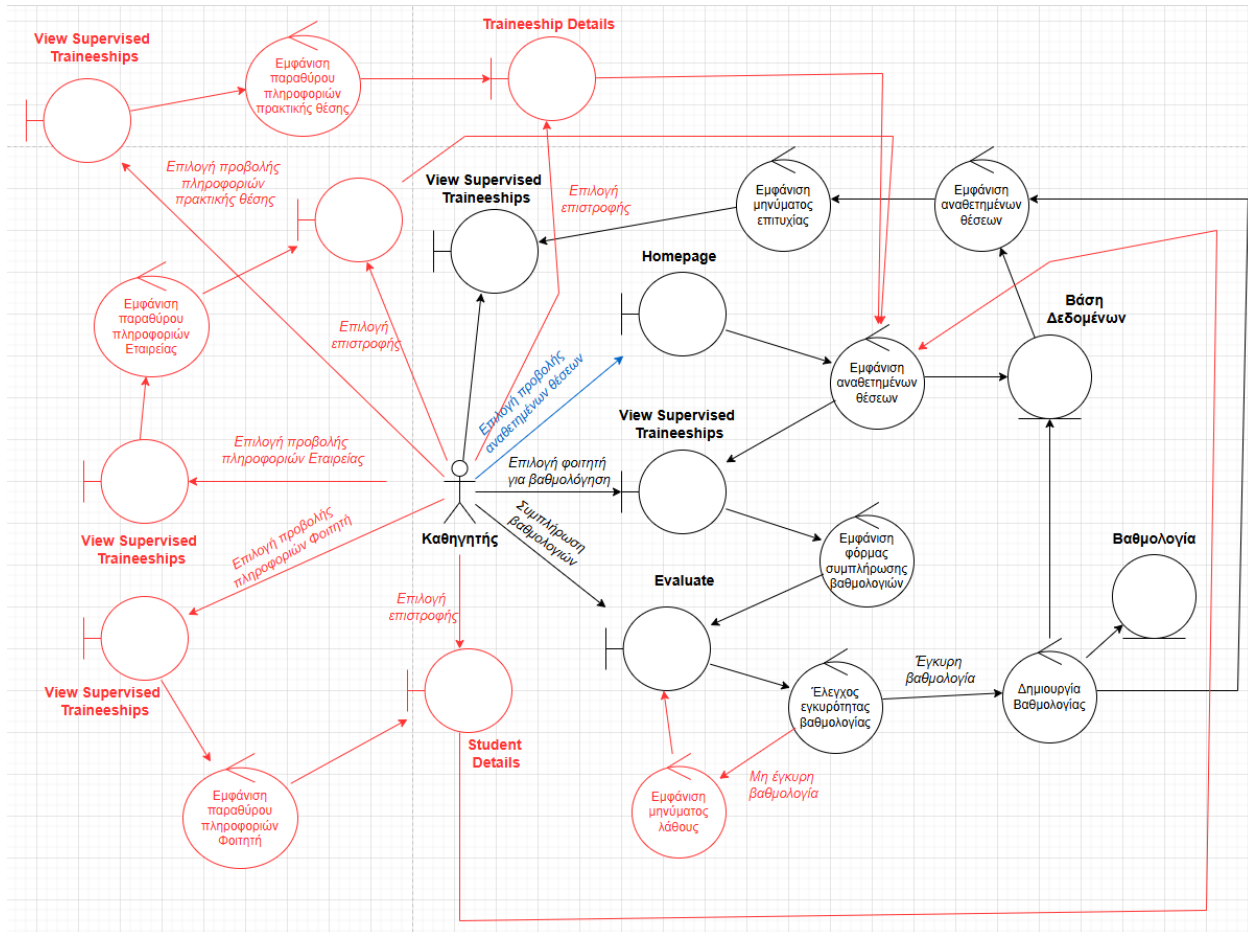 Traineeship Details
View Supervised
Traineeships
Εμφάνιση
παραθύρου
πληροφοριών
πρακτικής θέσης
Επιλογή προβολής
πληροφοριών
πρακτικής θέσης
View Supervised
Traineeships
Επιλογή
επιστροφής
Εμφάνιση
μηνύματος
επιτυχίας
Εμφάνιση
αναθετημένων
θέσεων
Homepage
Εμφάνιση
παραθύρου
πληροφοριών
Εταιρείας
Επιλογή
επιστροφής
Βάση
Δεδομένων
Επιλογή προβολής
αναθετημένων θέσεων
Εμφάνιση
αναθετημένων
θέσεων
View Supervised
Traineeships
Επιλογή προβολής
πληροφοριών Εταιρείας
Επιλογή φοιτητή
για βαθμολόγηση
View Supervised
Traineeships
Επιλογή προβολής
πληροφοριών Φοιτητή
Καθηγητής
Συμπλήρωση
βαθμολογιών
Εμφάνιση
φόρμας
συμπλήρωσης
βαθμολογιών
Βαθμολογία
Evaluate
Επιλογή
επιστροφής
View Supervised
Traineeships
Έλεγχος
εγκυρότητας
βαθμολογίας
Έγκυρη
βαθμολογία
Δημιουργία
Βαθμολογίας
Student
Details
Εμφάνιση
παραθύρου
πληροφοριών
Φοιτητή
Εμφάνιση
μηνύματος
λάθους
Μη έγκυρη
βαθμολογία